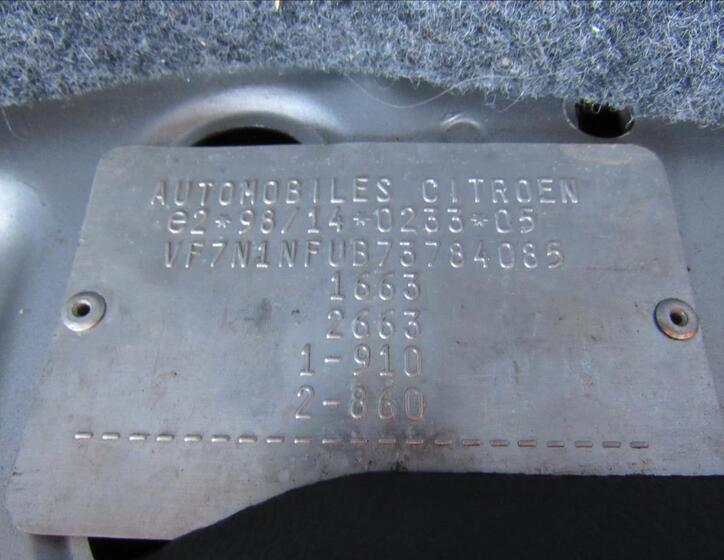 AUTOMOBILES CITROEN
e2*98/14*0233*05
VF7N1NFUB73784085
1663
2663
1-910
2-860